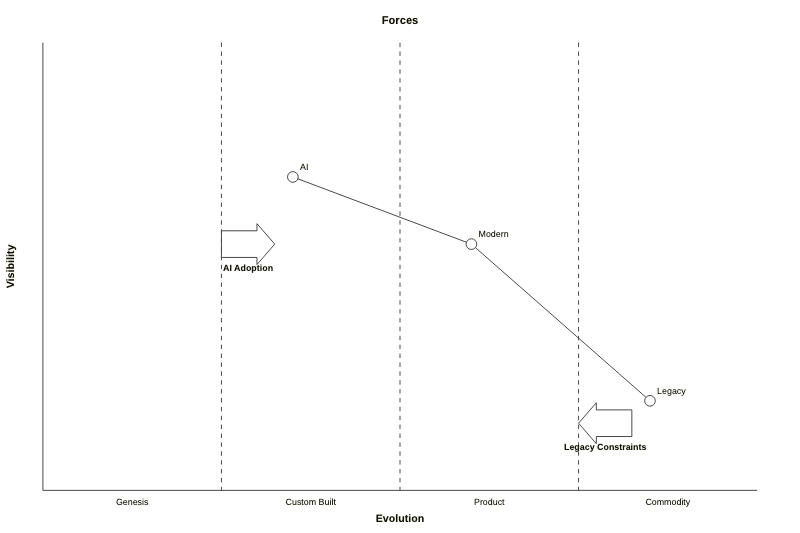 Forces
AI
Modern
AI Adoption
Visibility
Legacy
Legacy Constraints
Genesis
Custom Built
Product
Commodity
Evolution